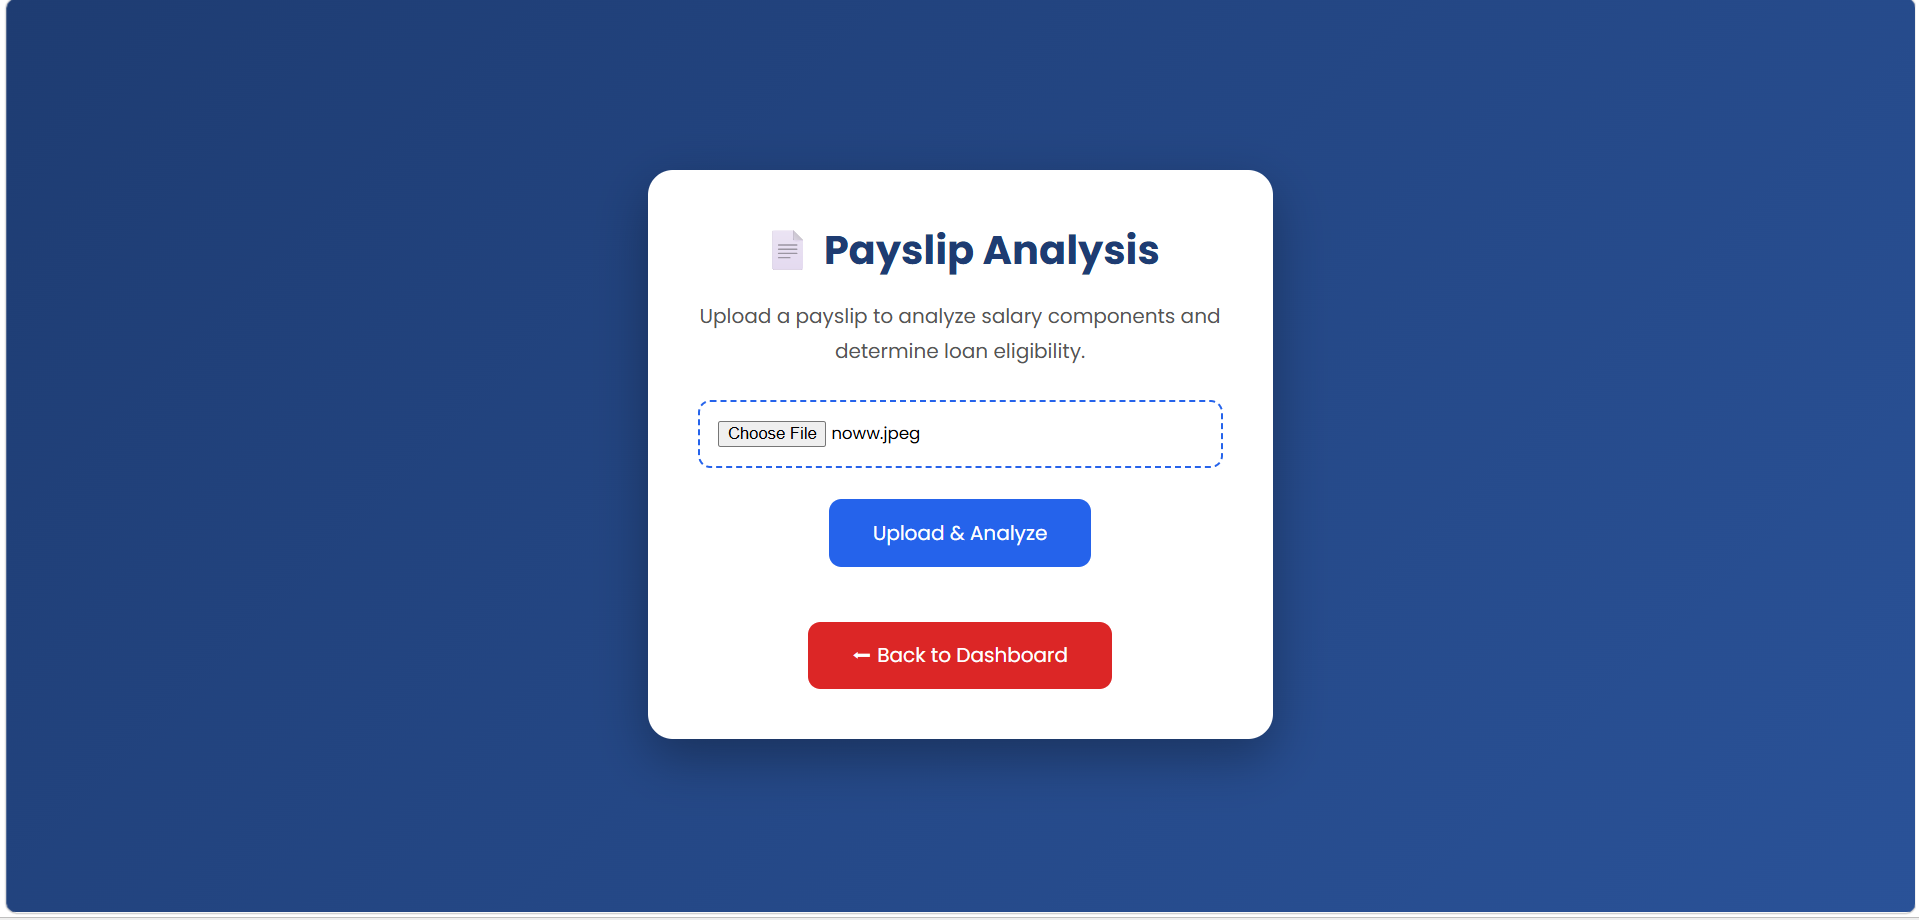 Payslip Analysis
Upload a payslip to analyze salary components and
determine loan eligibility.
Choose File noww.jpeg
Upload & Analyze
⬅ Back to Dashboard